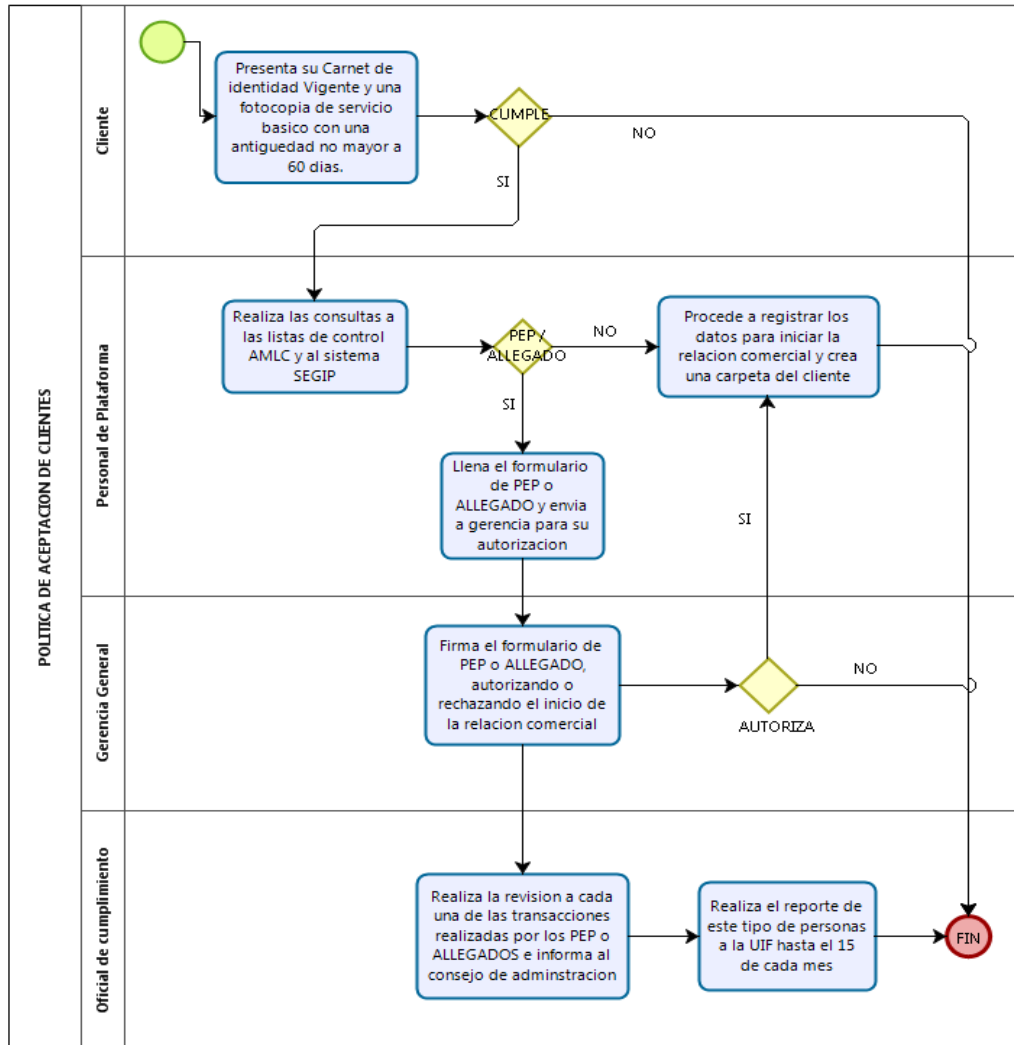 POLITICA DE ACEPTACION DE CLIENTES
Cliente
Presenta su Carnet de
identidad Vigente y una
fotocopia de servicio
basico con una
antiguedad no mayor a
60 dias.
CUMPLE
NO
SI
Personal de Plataforma
Realiza las consultas a
las listas de control
AMLC y al sistema
SEGIP
PEP /
ALLEGADO
NO
SI
Procede a registrar los
datos para iniciar la
relacion comercial y crea
una carpeta del cliente
Llena el formulario
de PEP o
ALLEGADO y envia
a gerencia para su
autorizacion
SI
Gerencia General
Firma el formulario de
PEP o ALLEGADO,
autorizando o
rechazando el inicio de
la relacion comercial
NO
AUTORIZA
Oficial de cumplimiento
Realiza la revision a cada
una de las transacciones
realizadas por los PEP o
ALLEGADOS e informa al
consejo de adminstracion
Realiza el reporte de
este tipo de personas
a la UIF hasta el 15
de cada mes
FIN